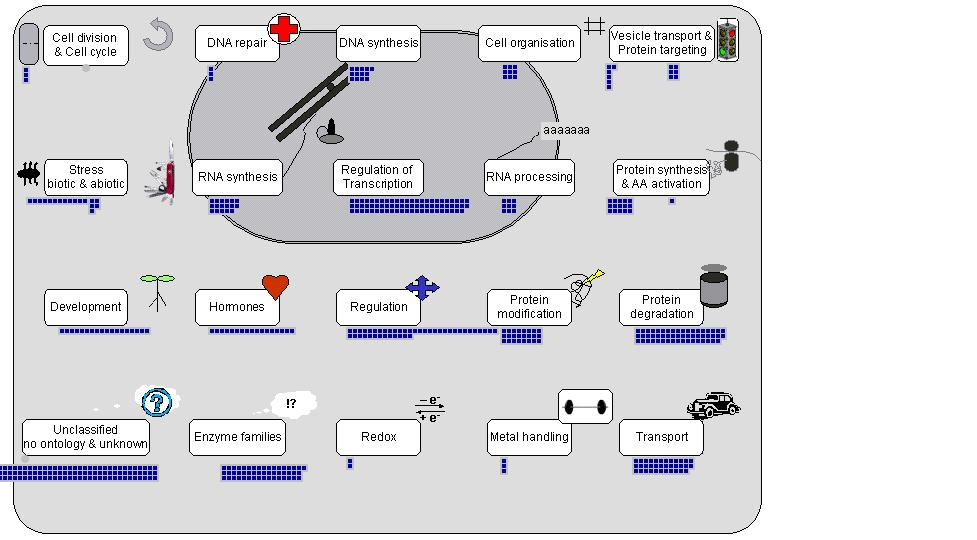 Cell division
& Cell cycle
DNA repair
DNA synthesis
Cell organisation
Vesicle transport &
Protein targeting
aaaaaaa
Stress
biotic & abiotic
RNA synthesis
Regulation of
Transcription
RNA processing
Protein synthesis
& AA activation
Development
Hormones
Regulation
Protein
modification
Protein
degradation
?
!?
– e-
+ e-
Unclassified
no ontology & unknown
Enzyme families
Redox
Metal handling
Transport